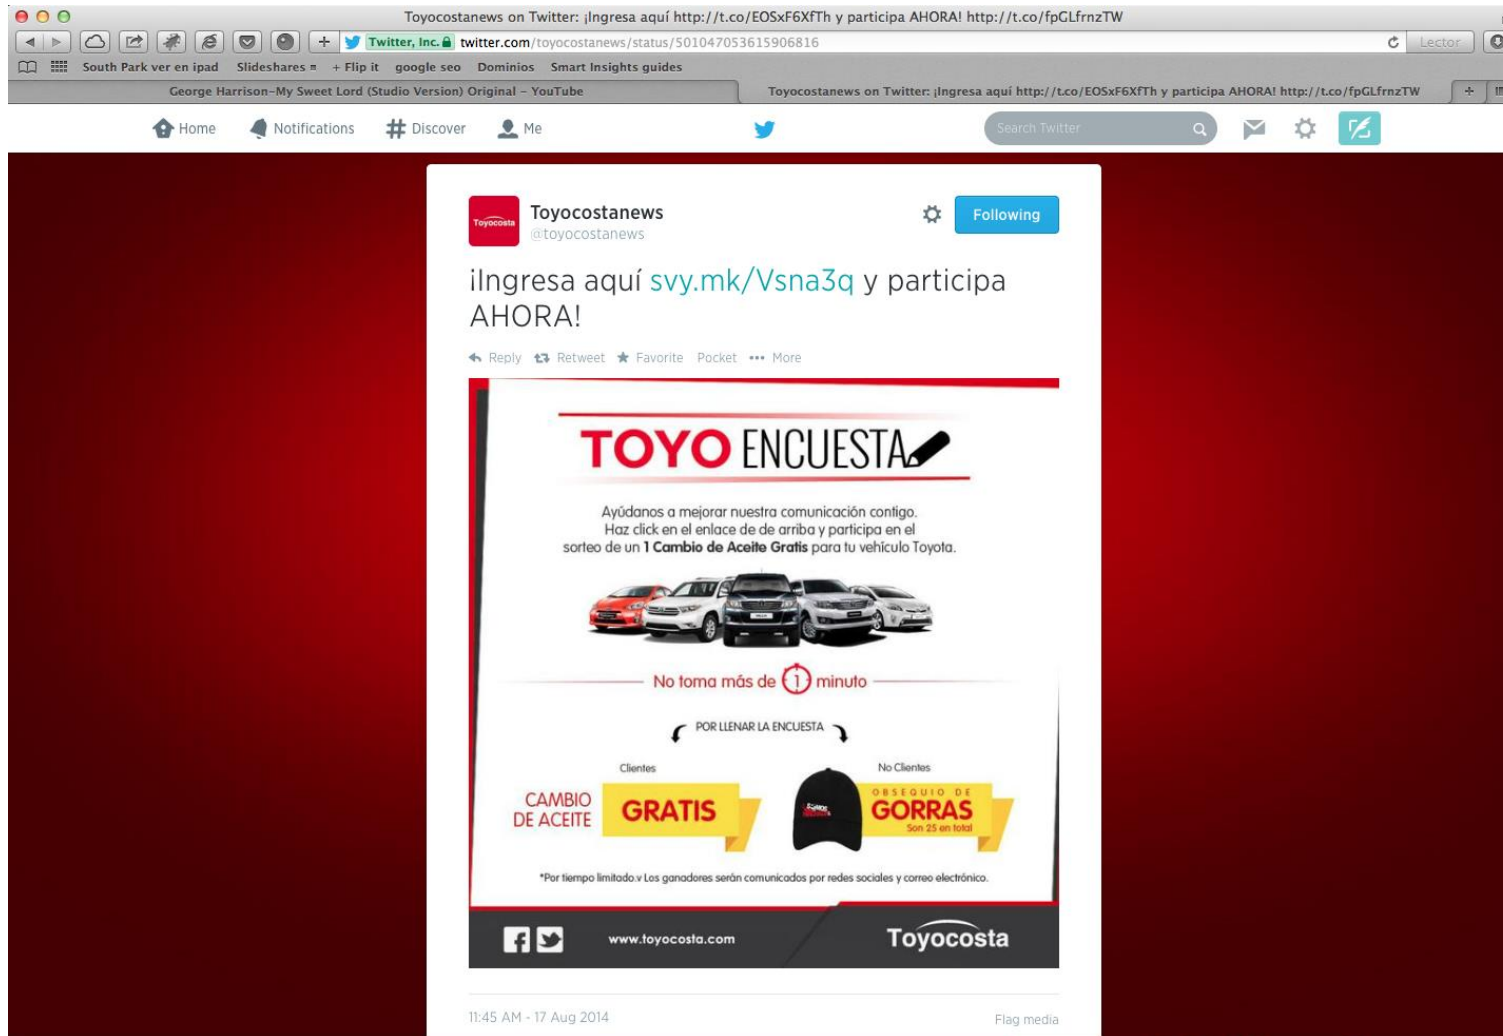 Toyocostanews on Twitter: ¡Ingresa aquí http://t.co/EOSxF6XfTh y participa AHORA! http://t.co/fpGLfrnzTW
Twitter, Inc. twitter.com/toyocostanews/status/501047053615906816
Lector
South Park ver en ipad Slideshares + Flip it google seo Dominios Smart Insights guides
George Harrison-My Sweet Lord (Studio Version) Original - YouTube
Toyocostanews on Twitter: ¡Ingresa aquí http://t.co/EOSxF6XfTh y participa AHORA! http://t.co/fpGLfrnzTW
Home Notifications Discover Me
Search Twitter
Toyocosta
Toyocostanews
@toyocostanews
Following
¡Ingresa aquí svy.mk/Vsna3q y participa
AHORA!
Reply Retweet Favorite Pocket More
TOYO ENCUESTA
Ayúdanos a mejorar nuestra comunicación contigo.
Haz click en el enlace de de arriba y participa en el
sorteo de un 1 Cambio de Aceite Gratis para tu vehículo Toyota.
No toma más de 1 minuto
POR LLENAR LA ENCUESTA
Clientes
CAMBIO
DE ACEITE
GRATIS
No Clientes
OBSEQUIO DE
GORRAS
Son 25 en total
*Por tiempo limitado.v Los ganadores serán comunicados por redes sociales y correo electrónico.
www.toyocosta.com
Toyocosta
11:45 AM - 17 Aug 2014
Flag media